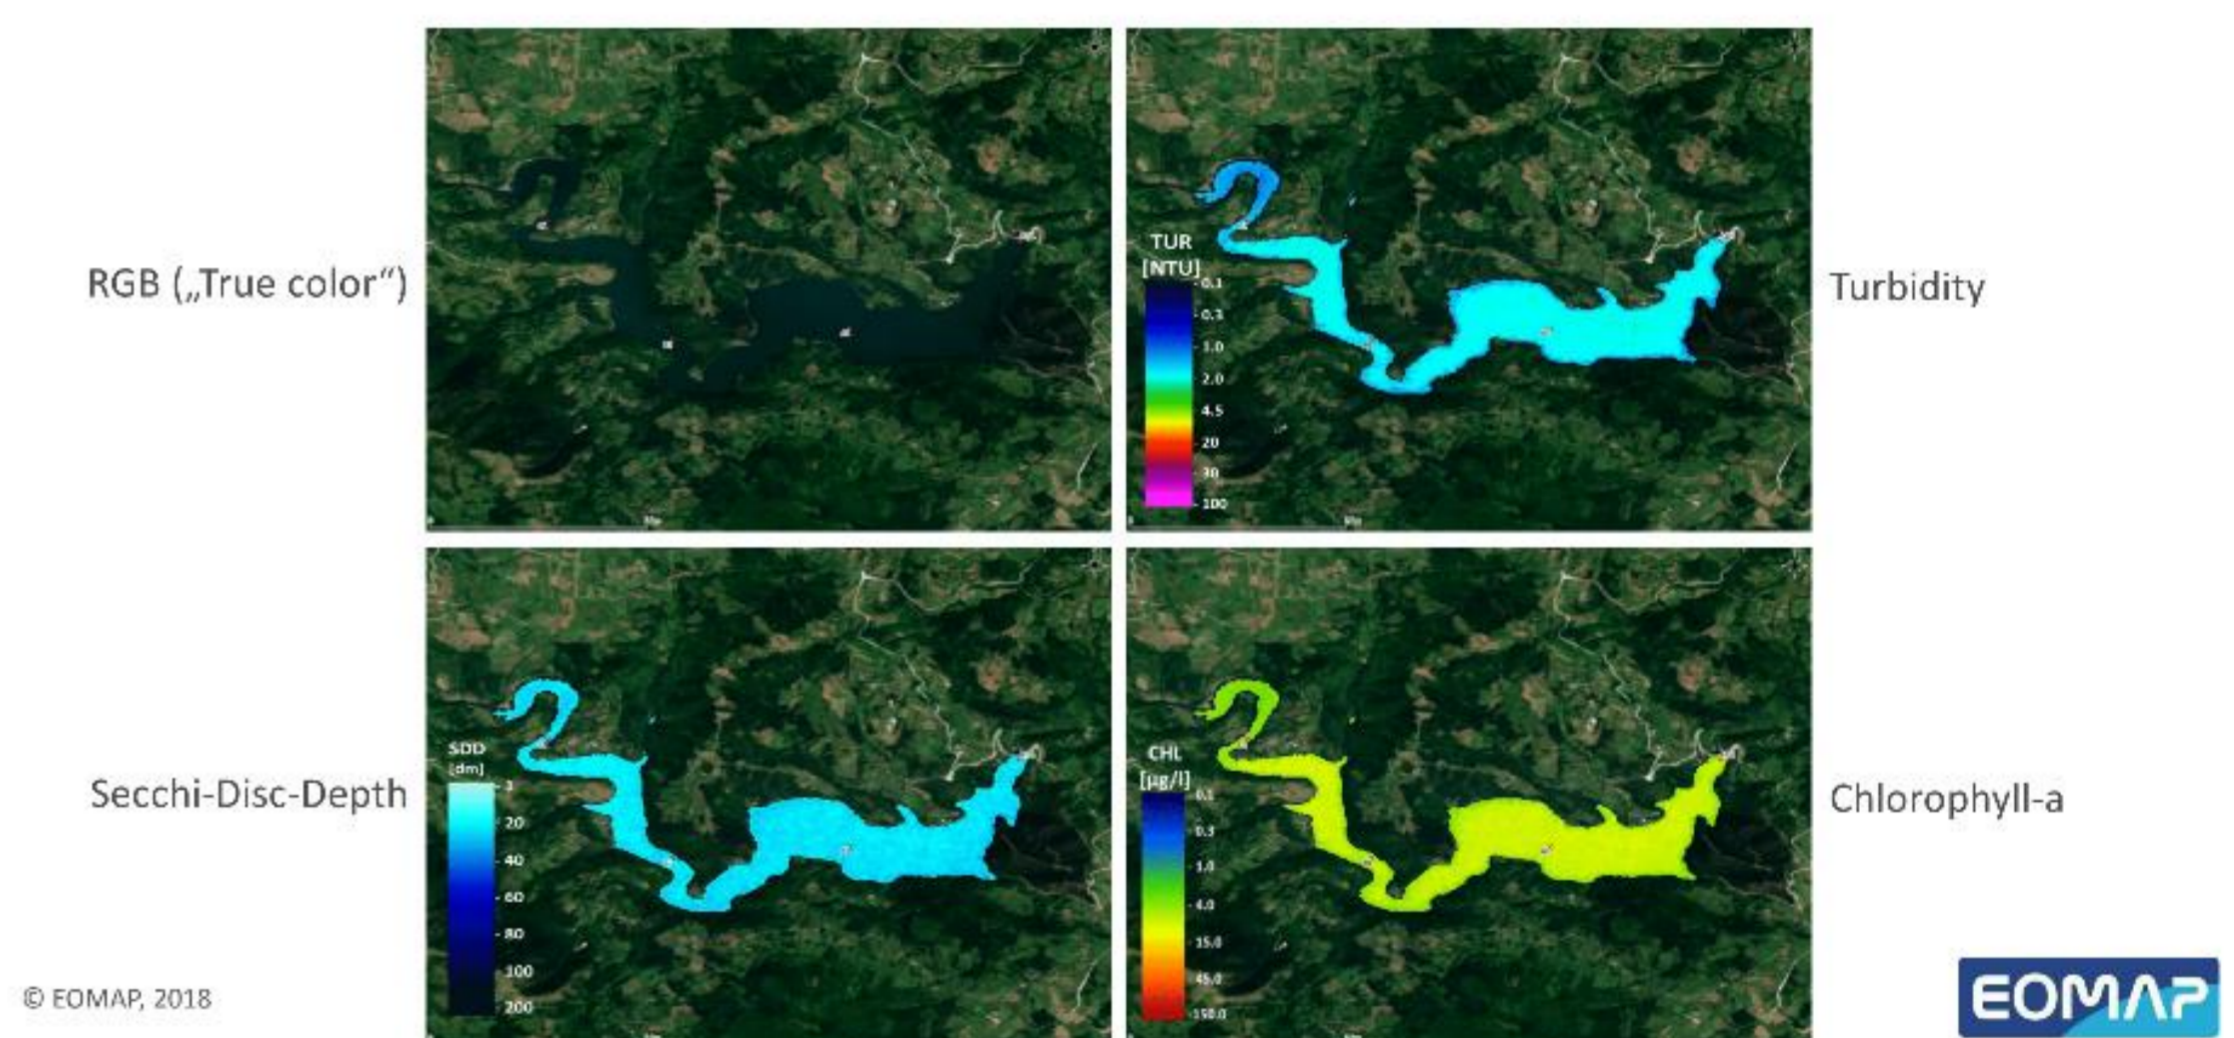 RGB („True color“)
TUR
[NTU]
0.1
0.3
1.0
2.0
4.5
20
30
100
Turbidity
Secchi-Disc-Depth
SDD
[dm]
3
20
40
60
80
100
200
CHL
[µg/l]
0.1
0.3
1.0
4.0
15.0
45.0
150.0
Chlorophyll-a
© EOMAP, 2018
EOMAP